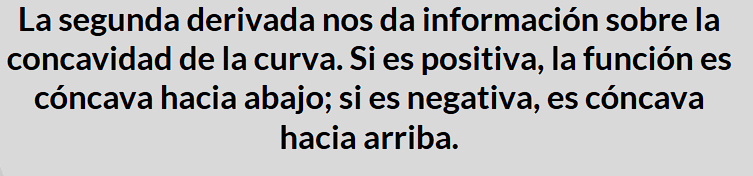 La segunda derivada nos da información sobre la
concavidad de la curva. Si es positiva, la función es
cóncava hacia abajo; si es negativa, es cóncava
hacia arriba.